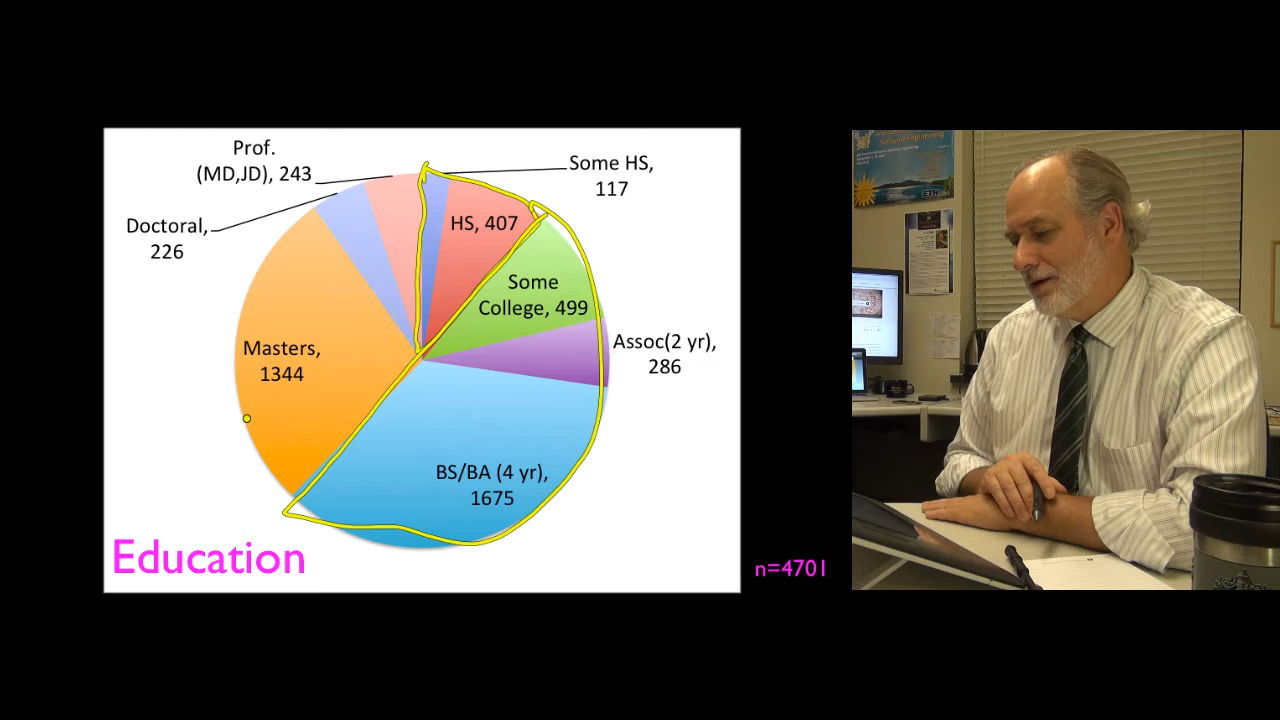 Prof.
(MD,JD), 243
Some HS,
117
Doctoral,
226
HS, 407
Some
College, 499
Assoc(2 yr),
286
Masters,
1344
BS/BA (4 yr),
1675
Education
n=4701